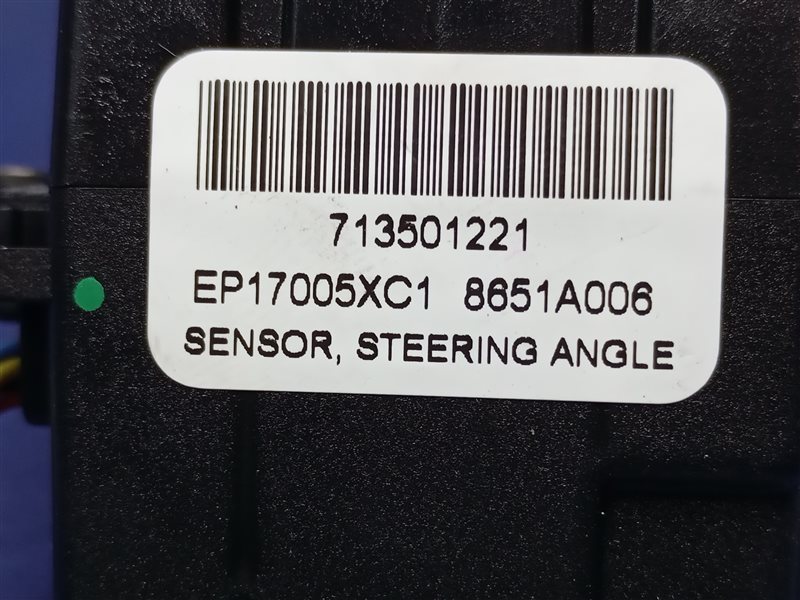 713501221
EP17005XC1 8651A006
SENSOR, STEERING ANGLE